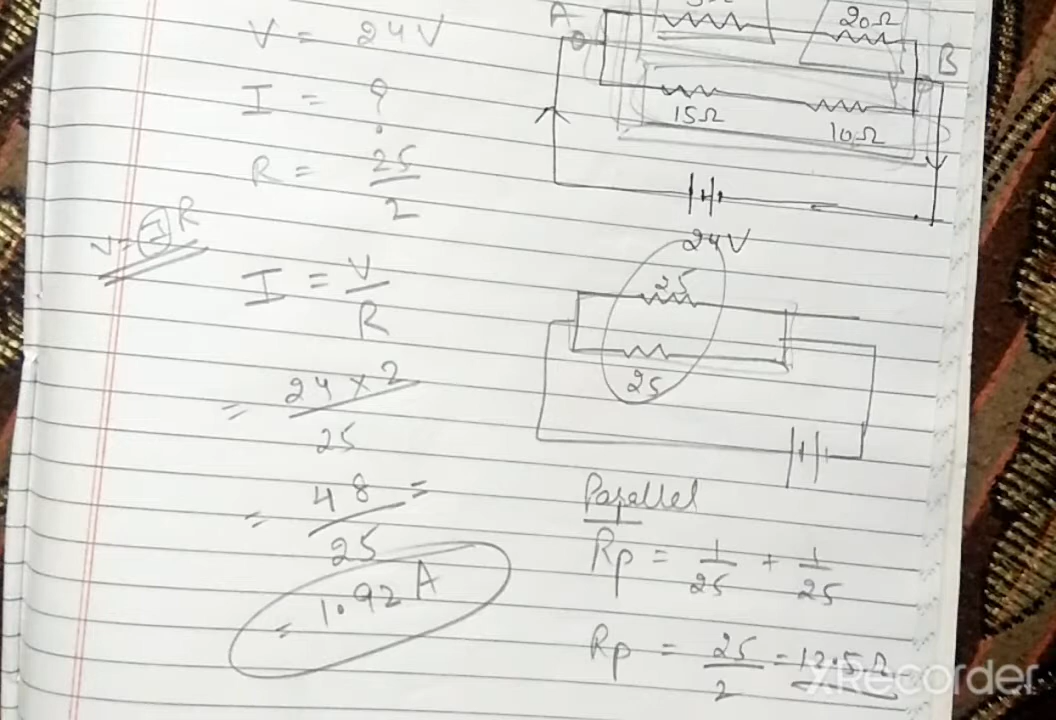 V = 24V
I = ?
R = 25/2
V = I R
I = V/R
= 24 × 2/25
= 48/25 =
= 1.92 A
A
20Ω
B
15Ω
10Ω
24V
25
25
Parallel
Rp = 1/25 + 1/25
Rp = 25/2 = 12.5Ω
XRecorder